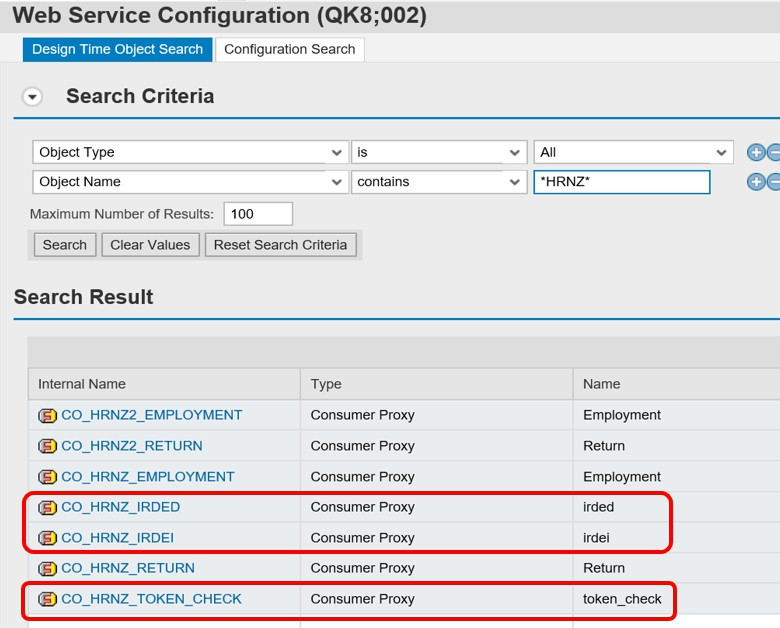 Web Service Configuration (QK8;002)
Design Time Object Search Configuration Search
Search Criteria
Object Type is All
Object Name contains *HRNZ*
Maximum Number of Results: 100
Search Clear Values Reset Search Criteria
Search Result
Internal Name Type Name
CO_HRNZ2_EMPLOYMENT Consumer Proxy Employment
CO_HRNZ2_RETURN Consumer Proxy Return
CO_HRNZ_EMPLOYMENT Consumer Proxy Employment
CO_HRNZ_IRDED Consumer Proxy irded
CO_HRNZ_IRDEI Consumer Proxy irdei
CO_HRNZ_RETURN Consumer Proxy Return
CO_HRNZ_TOKEN_CHECK Consumer Proxy token_check